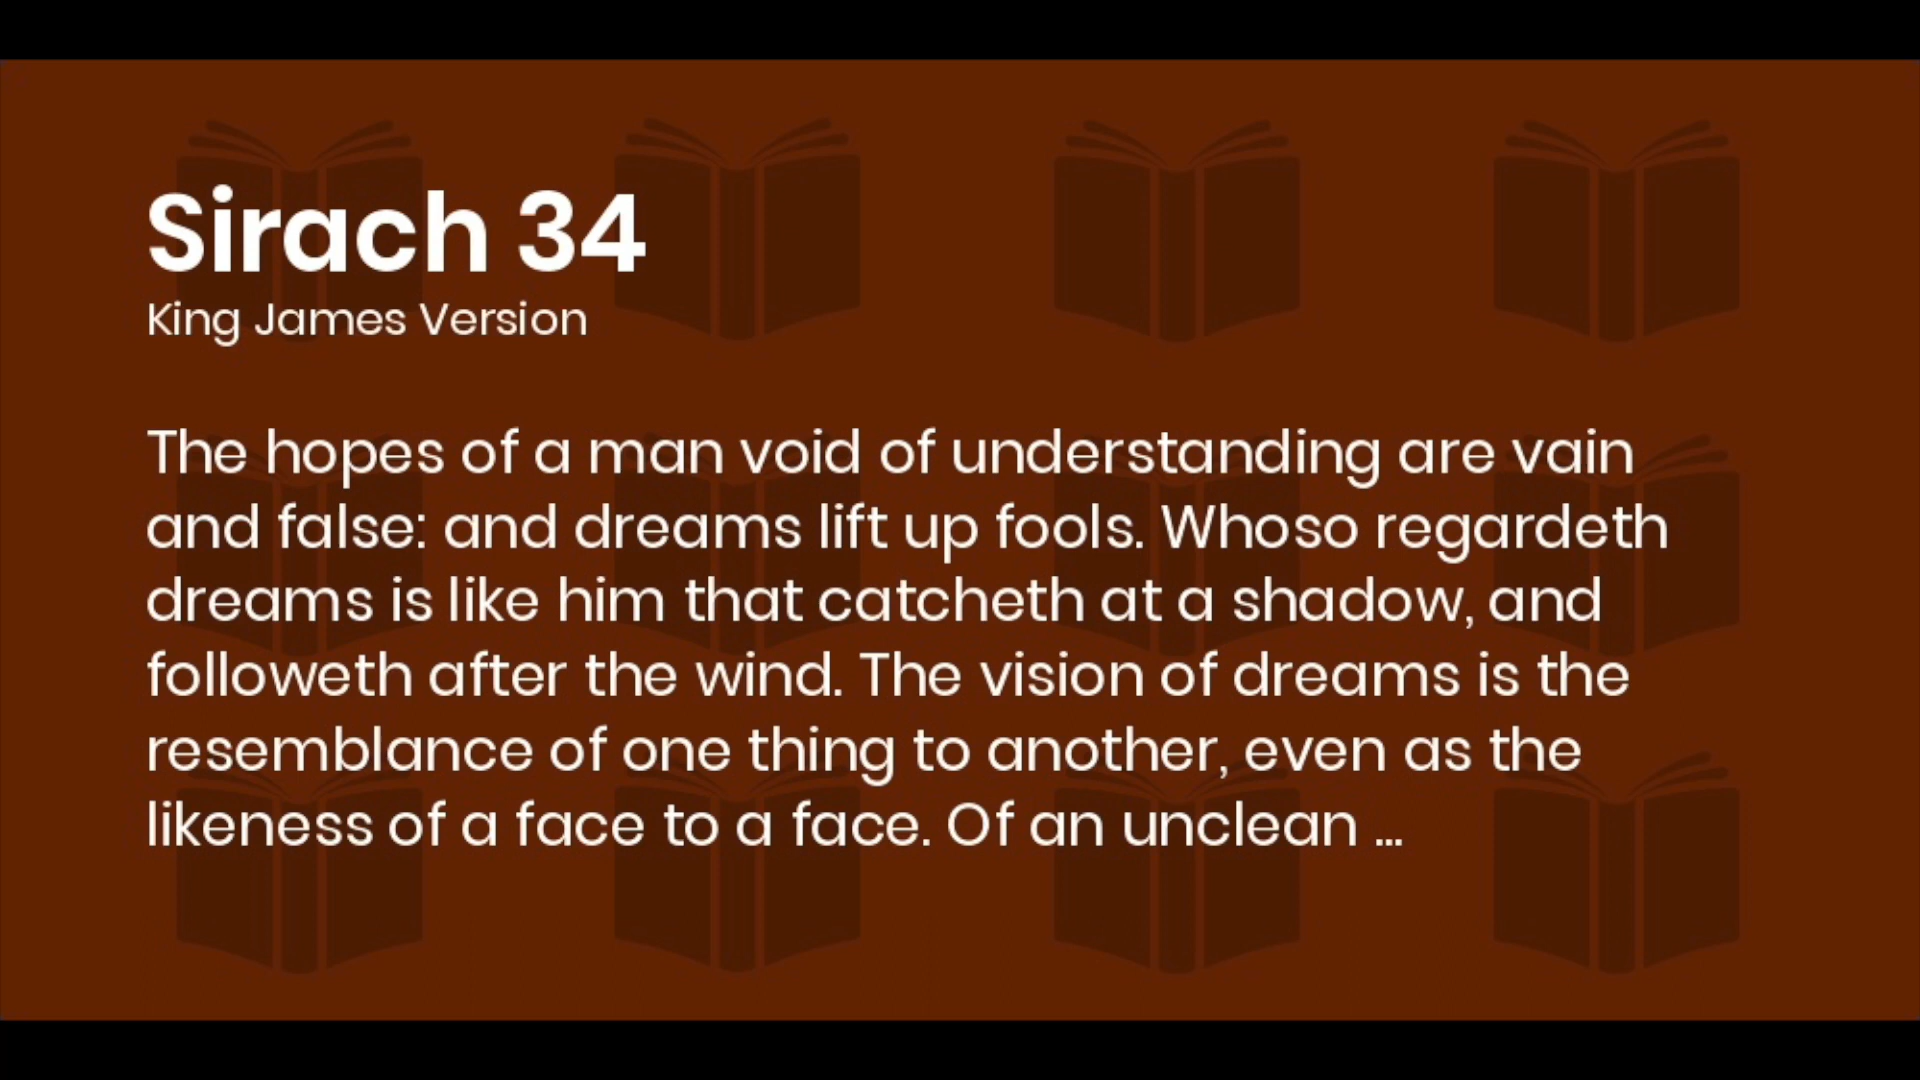 Sirach 34
King James Version
The hopes of a man void of understanding are vain
and false: and dreams lift up fools. Whoso regardeth
dreams is like him that catcheth at a shadow, and
followeth after the wind. The vision of dreams is the
resemblance of one thing to another, even as the
likeness of a face to a face. Of an unclean ...